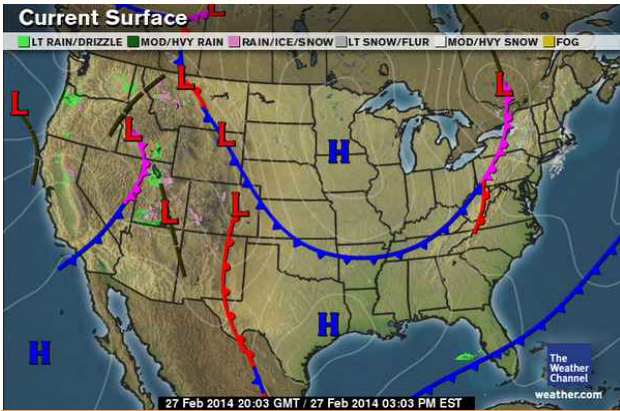 Current Surface
LT RAIN/DRIZZLE MOD/HVY RAIN RAIN/ICE/SNOW LT SNOW/FLUR MOD/HVY SNOW FOG
L
L
L
L
L
L
H
L
L
L
H
H
The
Weather
Channel
weather.com
27 Feb 2014 20:03 GMT / 27 Feb 2014 03:03 PM EST